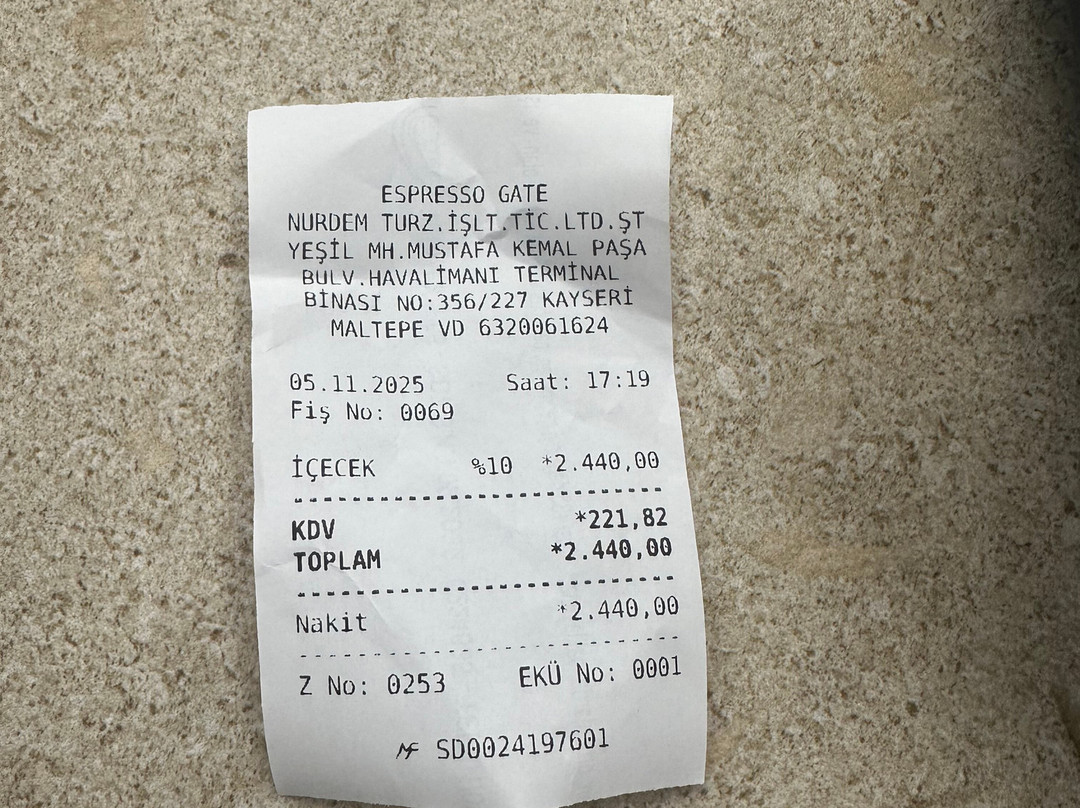 ESPRESSO GATE
NURDEM TURZ.İŞLT.TİC.LTD.ŞT
YEŞİL MH.MUSTAFA KEMAL PAŞA
BULV.HAVALİMANI TERMİNAL
BİNASI NO:356/227 KAYSERİ
MALTEPE VD 6320061624
05.11.2025 Saat: 17:19
Fiş No: 0069
İÇECEK %10 *2.440,00
KDV *221,82
TOPLAM *2.440,00
Nakit *2.440,00
Z No: 0253 EKÜ No: 0001
MF SD0024197601